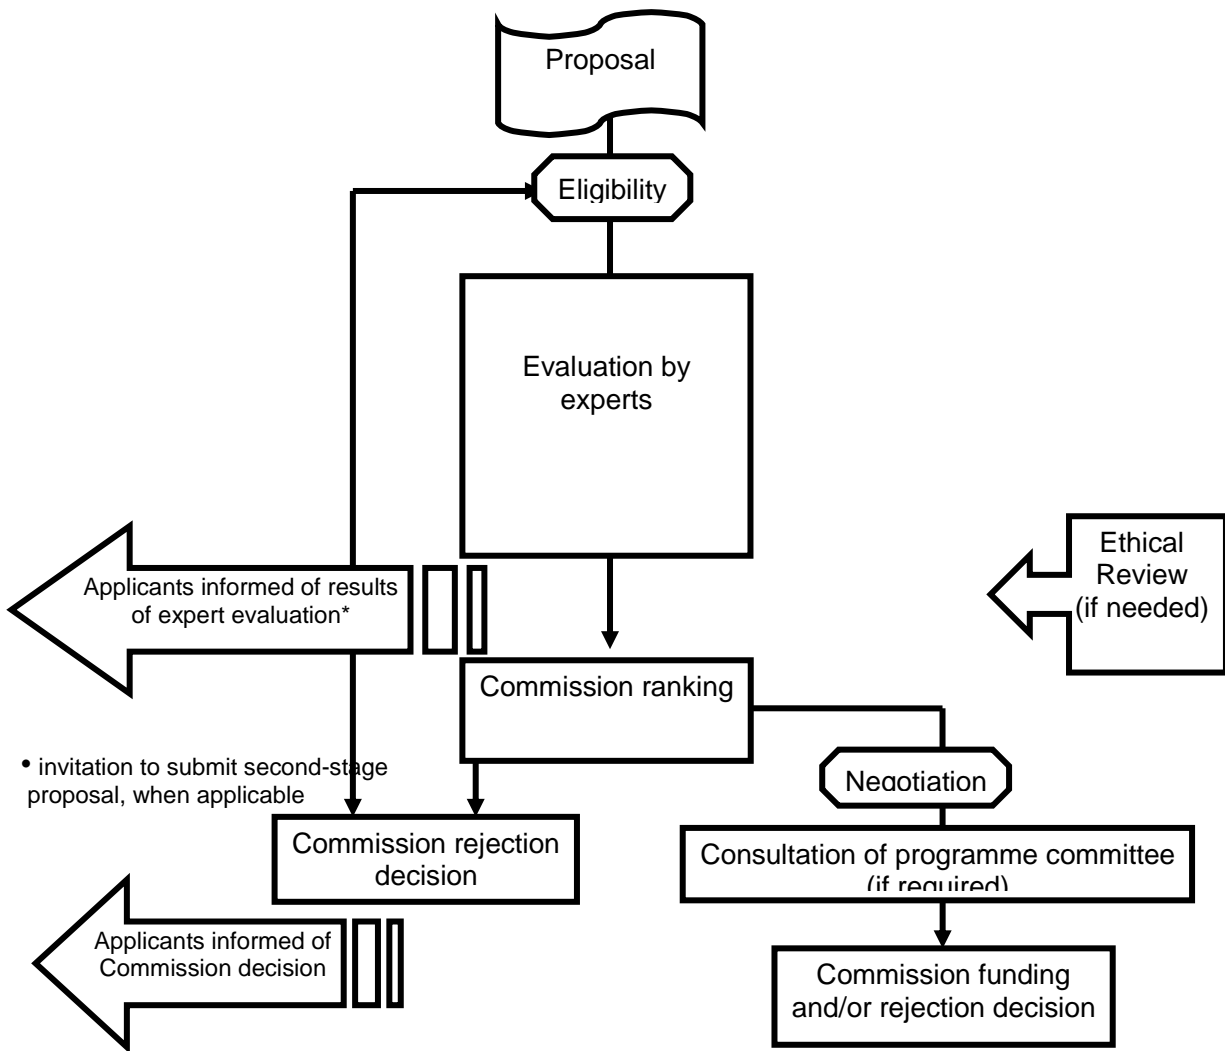 Proposal
Eligibility
Evaluation by
experts
Ethical
Review
(if needed)
Applicants informed of results
of expert evaluation*
Commission ranking
• invitation to submit second-stage
proposal, when applicable
Negotiation
Commission rejection
decision
Consultation of programme committee
(if required)
Applicants informed of
Commission decision
Commission funding
and/or rejection decision